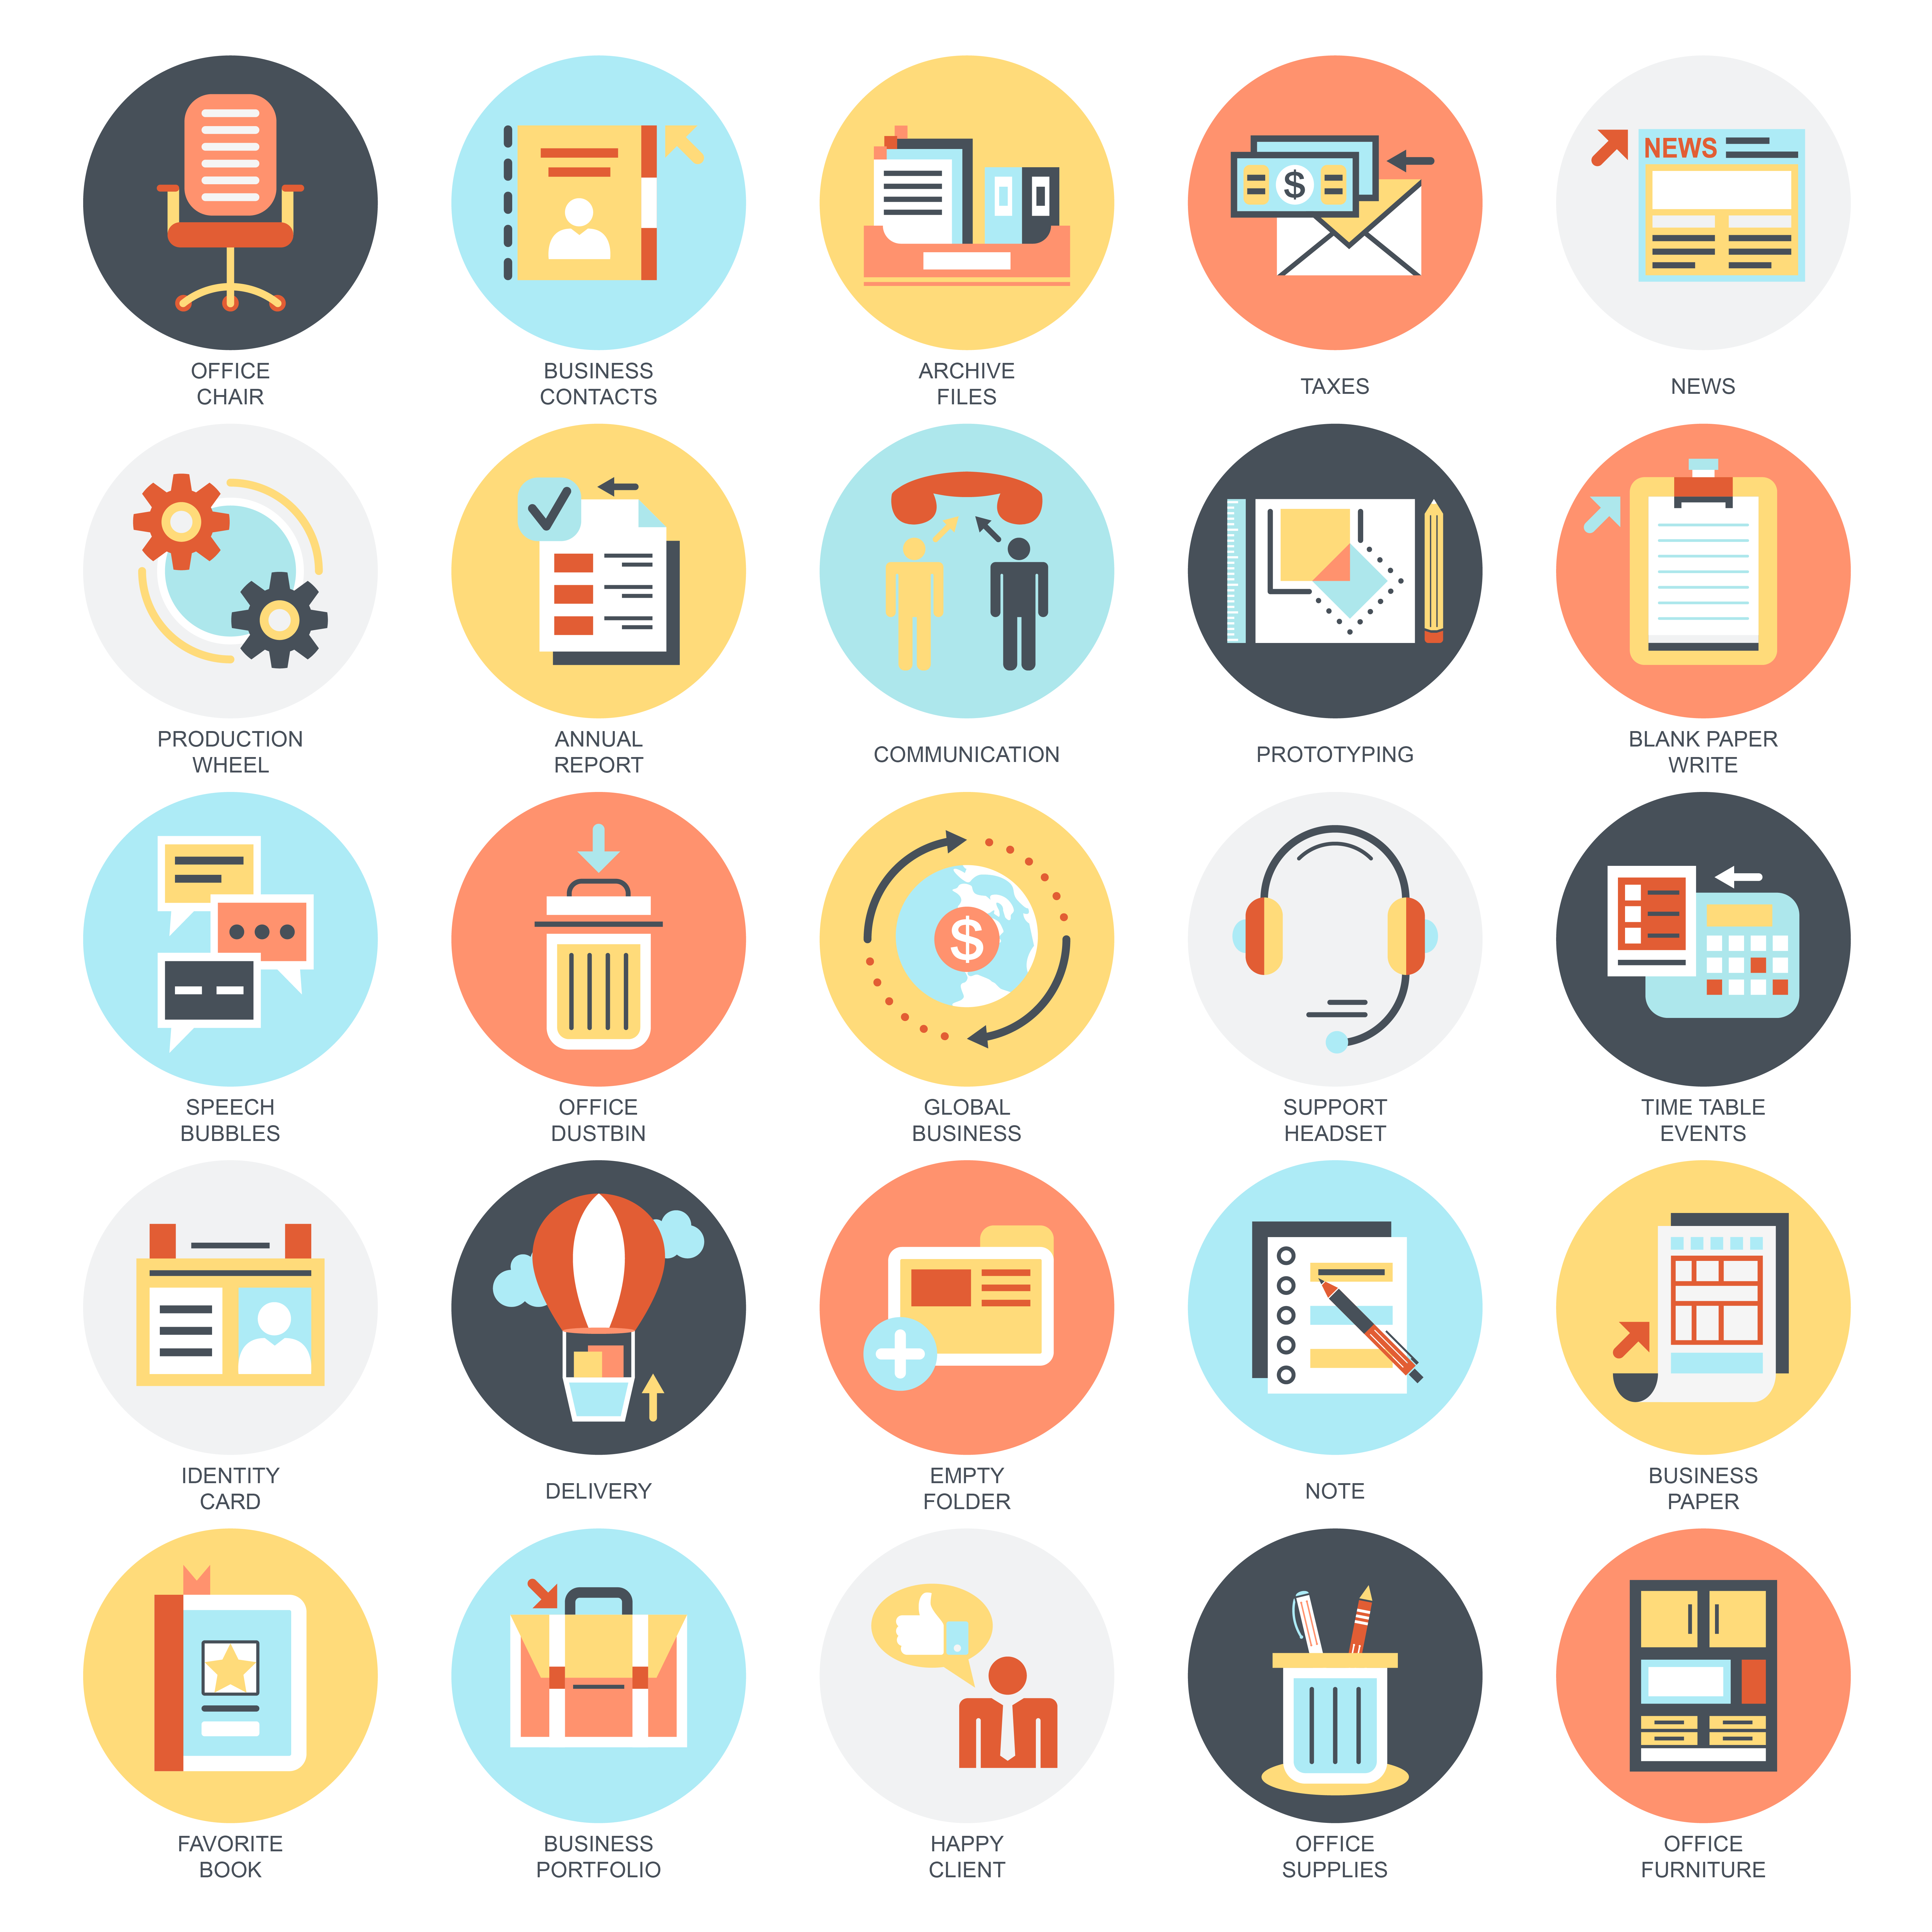 $
NEWS
OFFICE
CHAIR
BUSINESS
CONTACTS
ARCHIVE
FILES
TAXES
NEWS
PRODUCTION
WHEEL
ANNUAL
REPORT
COMMUNICATION
PROTOTYPING
BLANK PAPER
WRITE
$
SPEECH
BUBBLES
OFFICE
DUSTBIN
GLOBAL
BUSINESS
SUPPORT
HEADSET
TIME TABLE
EVENTS
IDENTITY
CARD
DELIVERY
EMPTY
FOLDER
NOTE
BUSINESS
PAPER
FAVORITE
BOOK
BUSINESS
PORTFOLIO
HAPPY
CLIENT
OFFICE
SUPPLIES
OFFICE
FURNITURE